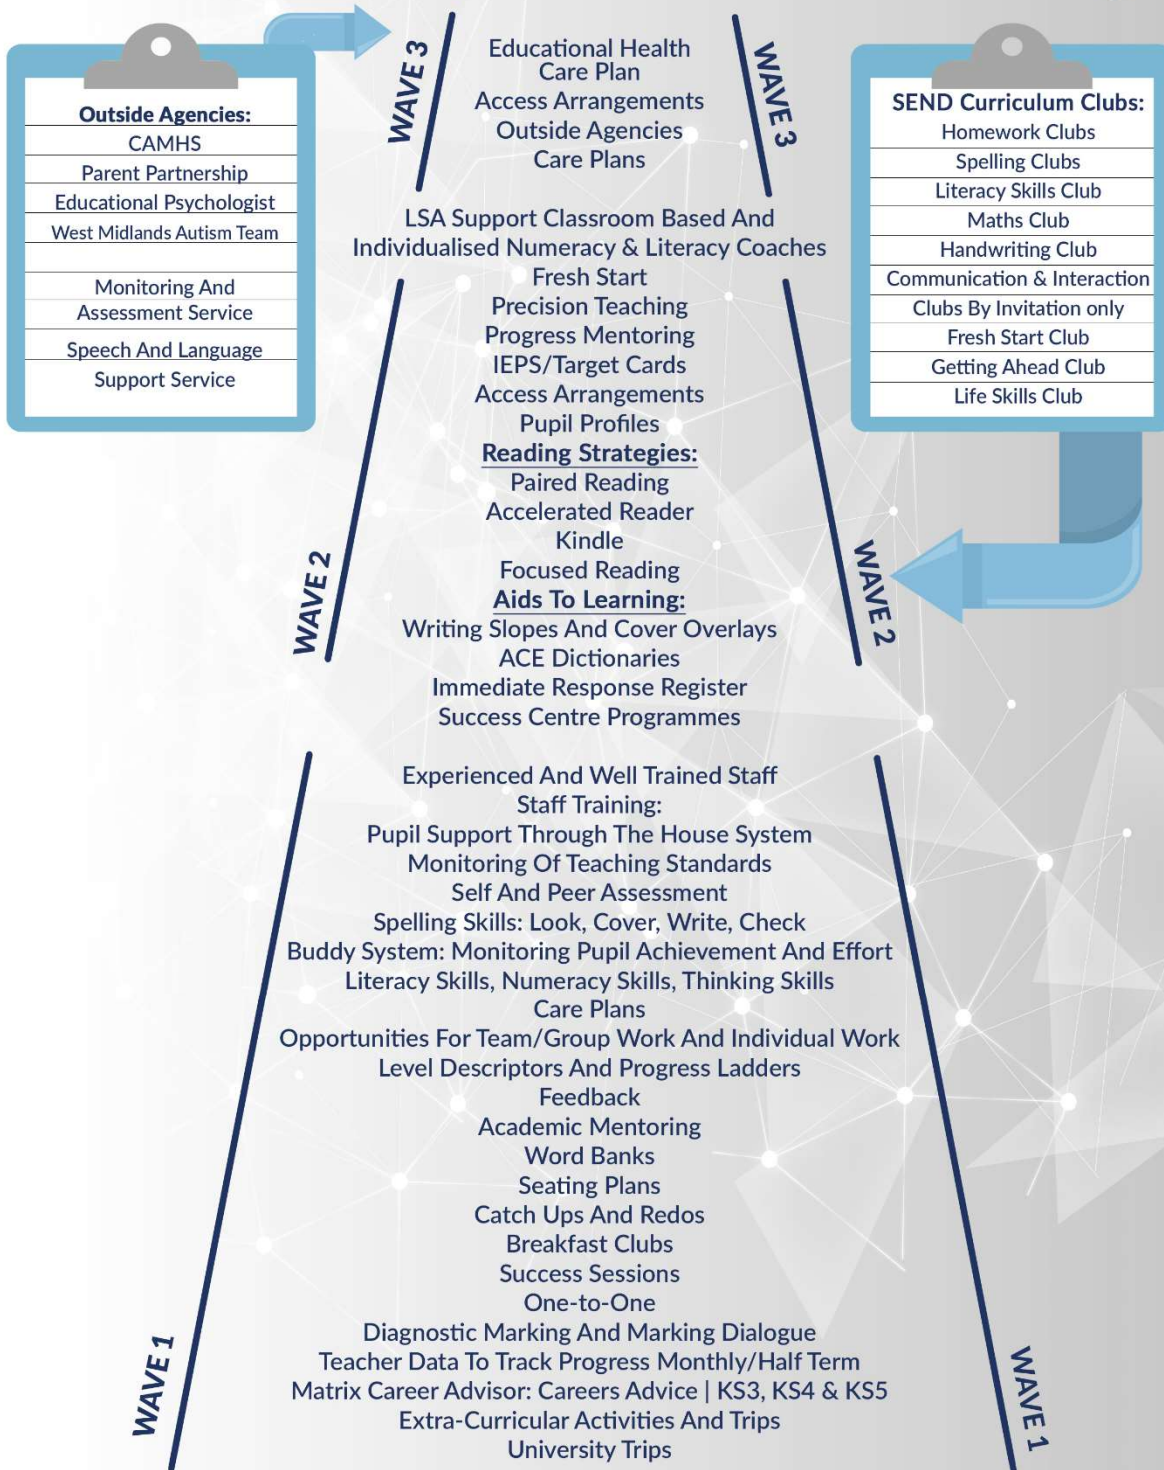 Outside Agencies:
CAMHS
Parent Partnership
Educational Psychologist
West Midlands Autism Team
Monitoring And
Assessment Service
Speech And Language
Support Service
WAVE 3
Educational Health
Care Plan
Access Arrangements
Outside Agencies
Care Plans
WAVE 3
SEND Curriculum Clubs:
Homework Clubs
Spelling Clubs
Literacy Skills Club
Maths Club
Handwriting Club
Communication & Interaction
Clubs By Invitation only
Fresh Start Club
Getting Ahead Club
Life Skills Club
LSA Support Classroom Based And
Individualised Numeracy & Literacy Coaches
Fresh Start
Precision Teaching
Progress Mentoring
IEPS/Target Cards
Access Arrangements
Pupil Profiles
Reading Strategies:
Paired Reading
Accelerated Reader
Kindle
Focused Reading
Aids To Learning:
Writing Slopes And Cover Overlays
ACE Dictionaries
Immediate Response Register
Success Centre Programmes
WAVE 2
WAVE 2
Experienced And Well Trained Staff
Staff Training:
Pupil Support Through The House System
Monitoring Of Teaching Standards
Self And Peer Assessment
Spelling Skills: Look, Cover, Write, Check
Buddy System: Monitoring Pupil Achievement And Effort
Literacy Skills, Numeracy Skills, Thinking Skills
Care Plans
Opportunities For Team/Group Work And Individual Work
Level Descriptors And Progress Ladders
Feedback
Academic Mentoring
Word Banks
Seating Plans
Catch Ups And Redos
Breakfast Clubs
Success Sessions
One-to-One
Diagnostic Marking And Marking Dialogue
Teacher Data To Track Progress Monthly/Half Term
Matrix Career Advisor: Careers Advice | KS3, KS4 & KS5
Extra-Curricular Activities And Trips
University Trips
WAVE 1
WAVE 1